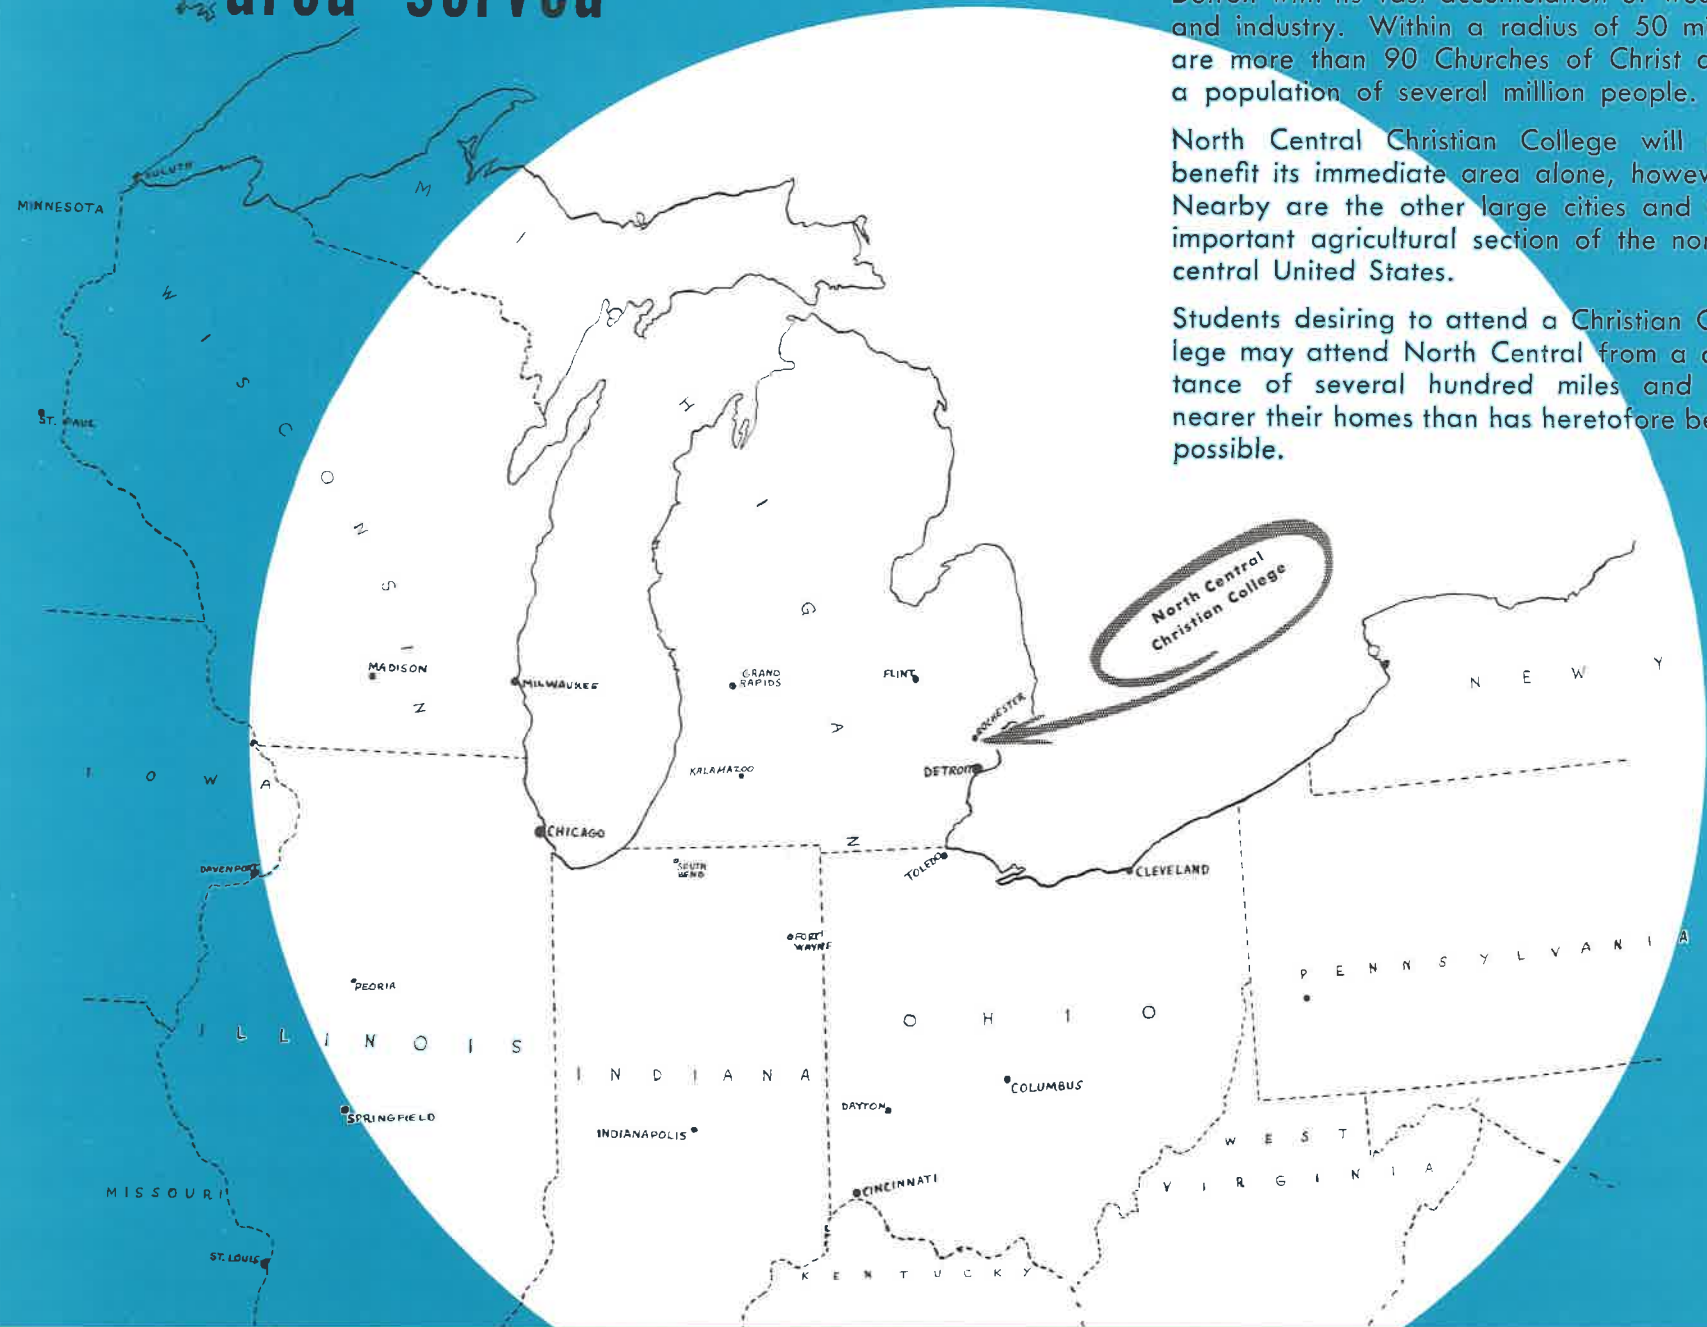 area served
and industry. Within a radius of 50
are more than 90 Churches of Christ
a population of several million people.
North Central Christian College will
benefit its immediate area alone,
Nearby are the other large cities and
important agricultural section of the
central United States.
Students desiring to attend a Christian
lege may attend North Central from a
tance of several hundred miles and
nearer their homes than has heretofore
possible.
North Central
Christian College
DULUTH
MINNESOTA
MICHIGAN
WISCONSIN
ST. PAUL
MADISON
MILWAUKEE
GRAND
RAPIDS
FLINT
ROCHESTER
NEW Y
IOWA
KALAMAZOO
DETROIT
CHICAGO
DAVENPORT
SOUTH
BEND
TOLEDO
CLEVELAND
FORT
WAYNE
PENNSYLVANIA
PEORIA
ILLINOIS
OHIO
INDIANA
COLUMBUS
SPRINGFIELD
DAYTON
INDIANAPOLIS
WEST
VIRGINIA
MISSOURI
CINCINNATI
ST. LOUIS
KENTUCKY